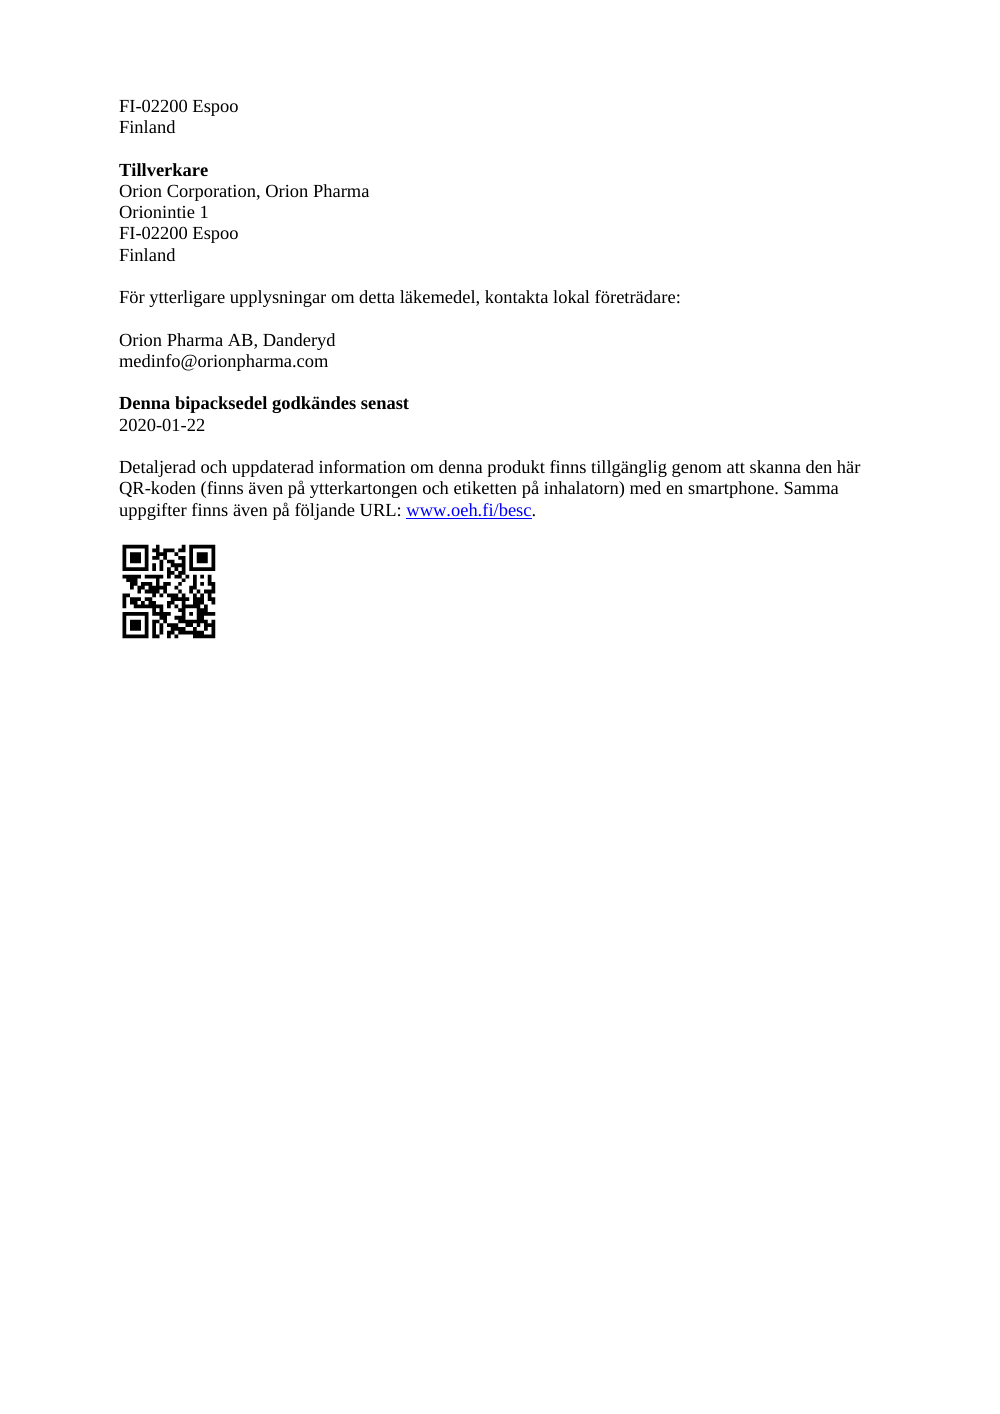 FI-02200 Espoo
Finland
Tillverkare
Orion Corporation, Orion Pharma
Orionintie 1
FI-02200 Espoo
Finland
För ytterligare upplysningar om detta läkemedel, kontakta lokal företrädare:
Orion Pharma AB, Danderyd
medinfo@orionpharma.com
Denna bipacksedel godkändes senast
2020-01-22
Detaljerad och uppdaterad information om denna produkt finns tillgänglig genom att skanna den här
QR-koden (finns även på ytterkartongen och etiketten på inhalatorn) med en smartphone. Samma
uppgifter finns även på följande URL: www.oeh.fi/besc.